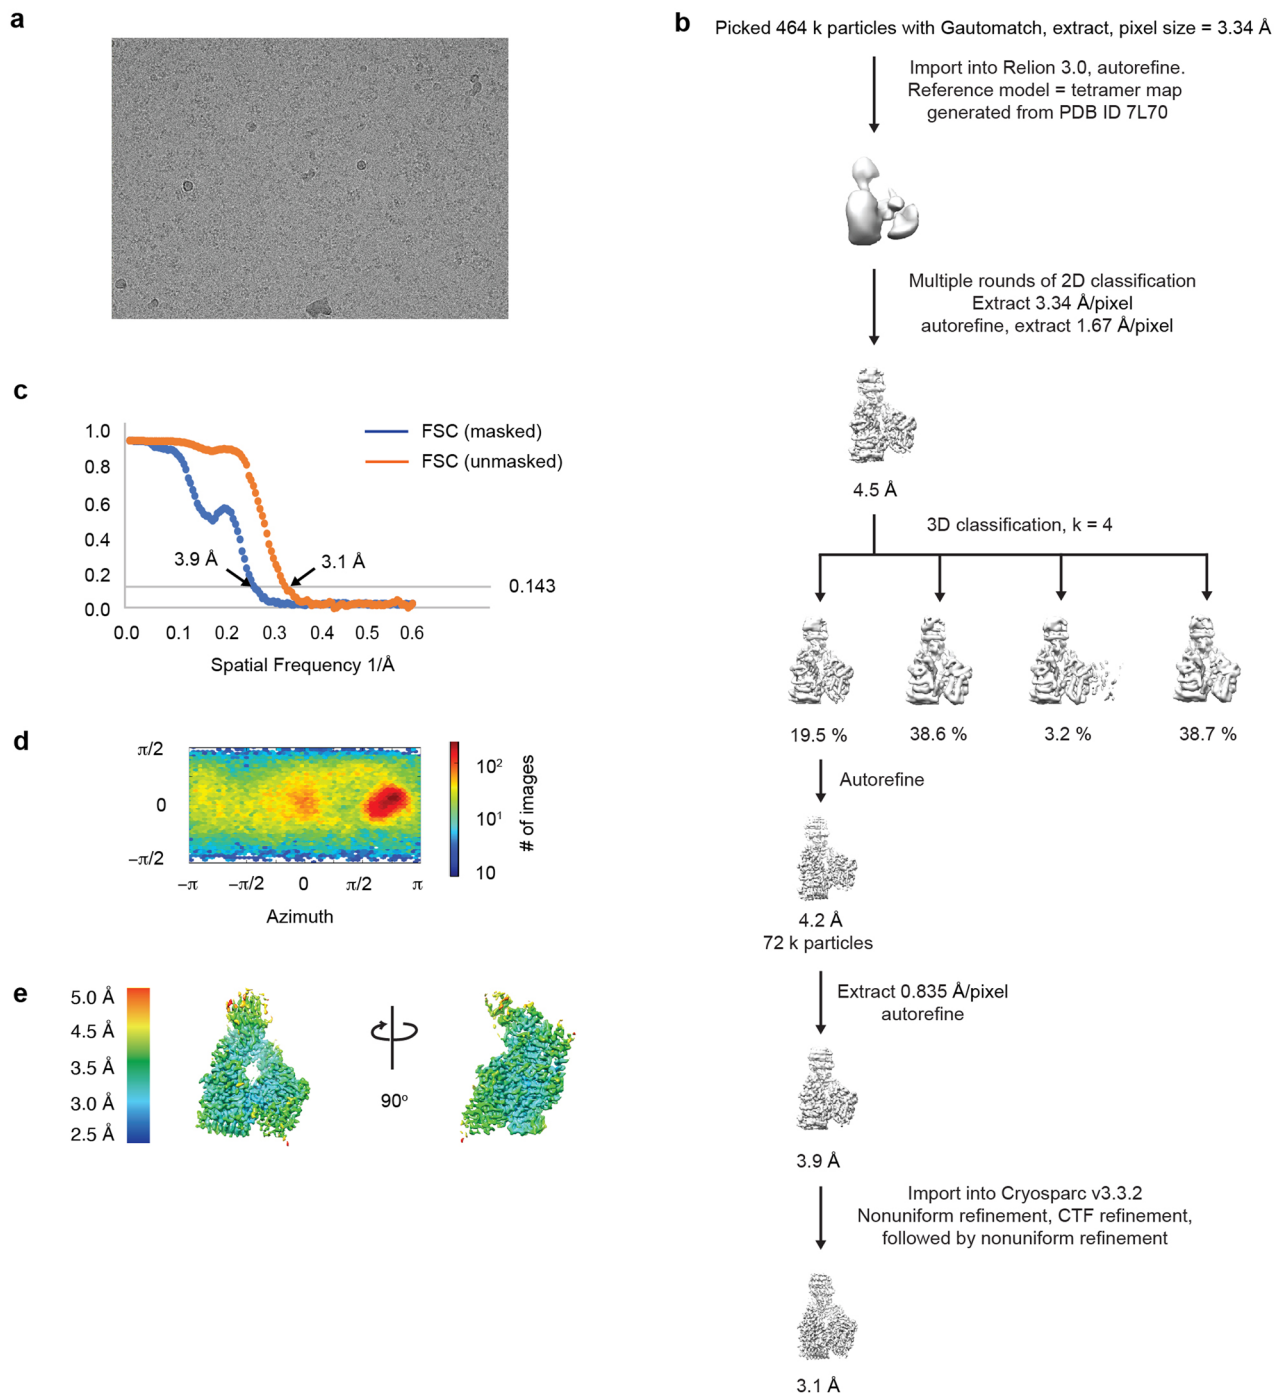 a
b
Picked 464 k particles with Gautomatch, extract, pixel size = 3.34 Å
Import into Relion 3.0, autorefine.
Reference model = tetramer map
generated from PDB ID 7L70
Multiple rounds of 2D classification
Extract 3.34 Å/pixel
autorefine, extract 1.67 Å/pixel
4.5 Å
3D classification, k = 4
19.5 %
38.6 %
3.2 %
38.7 %
Autorefine
4.2 Å
72 k particles
Extract 0.835 Å/pixel
autorefine
3.9 Å
Import into Cryosparc v3.3.2
Nonuniform refinement, CTF refinement,
followed by nonuniform refinement
3.1 Å
c
1.0
0.8
0.6
0.4
0.2
0.0
FSC (masked)
FSC (unmasked)
3.9 Å
3.1 Å
0.143
0.0 0.1 0.2 0.3 0.4 0.5 0.6
Spatial Frequency 1/Å
d
π/2
0
−π/2
−π −π/2 0 π/2 π
Azimuth
10²
10¹
10
# of images
e
5.0 Å
4.5 Å
3.5 Å
3.0 Å
2.5 Å
90°